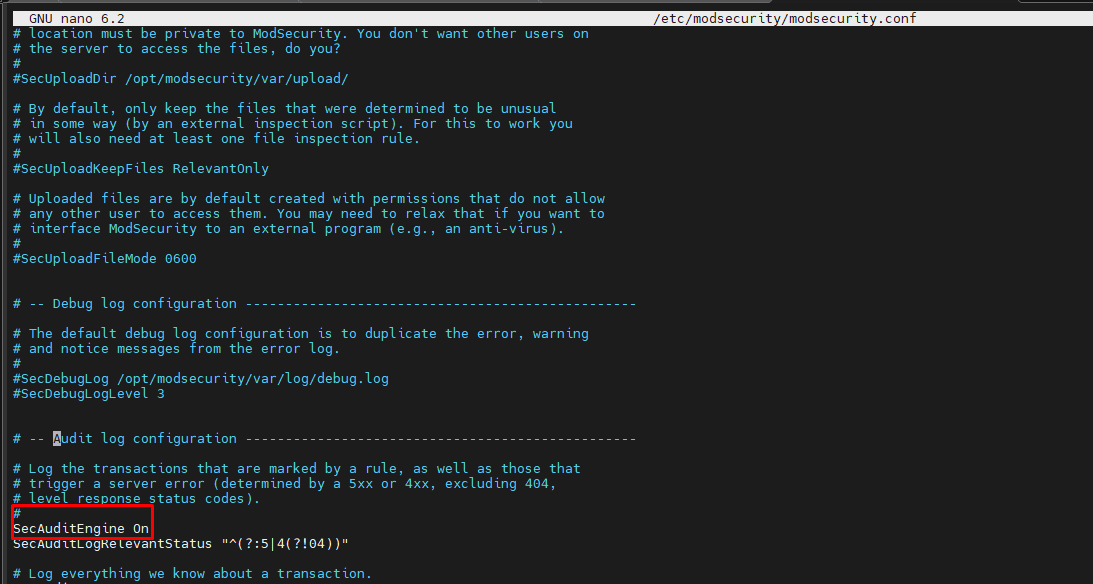 GNU nano 6.2 /etc/modsecurity/modsecurity.conf
# location must be private to ModSecurity. You don't want other users on
# the server to access the files, do you?
#
#SecUploadDir /opt/modsecurity/var/upload/
# By default, only keep the files that were determined to be unusual
# in some way (by an external inspection script). For this to work you
# will also need at least one file inspection rule.
#
#SecUploadKeepFiles RelevantOnly
# Uploaded files are by default created with permissions that do not allow
# any other user to access them. You may need to relax that if you want to
# interface ModSecurity to an external program (e.g., an anti-virus).
#
#SecUploadFileMode 0600
# -- Debug log configuration -------------------------------------------------
# The default debug log configuration is to duplicate the error, warning
# and notice messages from the error log.
#
#SecDebugLog /opt/modsecurity/var/log/debug.log
#SecDebugLogLevel 3
# -- Audit log configuration -------------------------------------------------
# Log the transactions that are marked by a rule, as well as those that
# trigger a server error (determined by a 5xx or 4xx, excluding 404,
# level response status codes).
#
SecAuditEngine On
SecAuditLogRelevantStatus "^(?:5|4(?!04))"
# Log everything we know about a transaction.